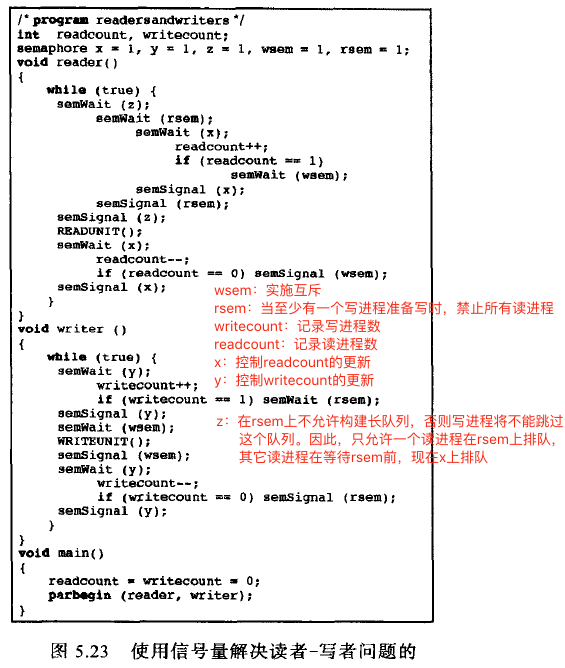 /* program readersandwriters */
int readcount, writecount;
semaphore x = 1, y = 1, z = 1, wsem = 1, rsem = 1;
void reader()
{
while (true) {
semWait (z);
semWait (rsem);
semWait (x);
readcount++;
if (readcount == 1)
semWait (wsem);
semSignal (x);
semSignal (rsem);
semSignal (z);
READUNIT();
semWait (x);
readcount--;
if (readcount == 0) semSignal (wsem);
semSignal (x);
}
}
void writer ()
{
while (true) {
semWait (y);
writecount++;
if (writecount == 1) semWait (rsem);
semSignal (y);
semWait (wsem);
WRITEUNIT();
semSignal (wsem);
semWait (y);
writecount--;
if (writecount == 0) semSignal (rsem);
semSignal (y);
}
}
void main()
{
readcount = writecount = 0;
parbegin (reader, writer);
}
wsem：实施互斥
rsem：当至少有一个写进程准备写时，禁止所有读进程
writecount：记录写进程数
readcount：记录读进程数
x：控制readcount的更新
y：控制writecount的更新
z：在rsem上不允许构建长队列，否则写进程将不能跳过
这个队列。因此，只允许一个读进程在rsem上排队，
其它读进程在等待rsem前，现在x上排队
图 5.23 使用信号量解决读者-写者问题的